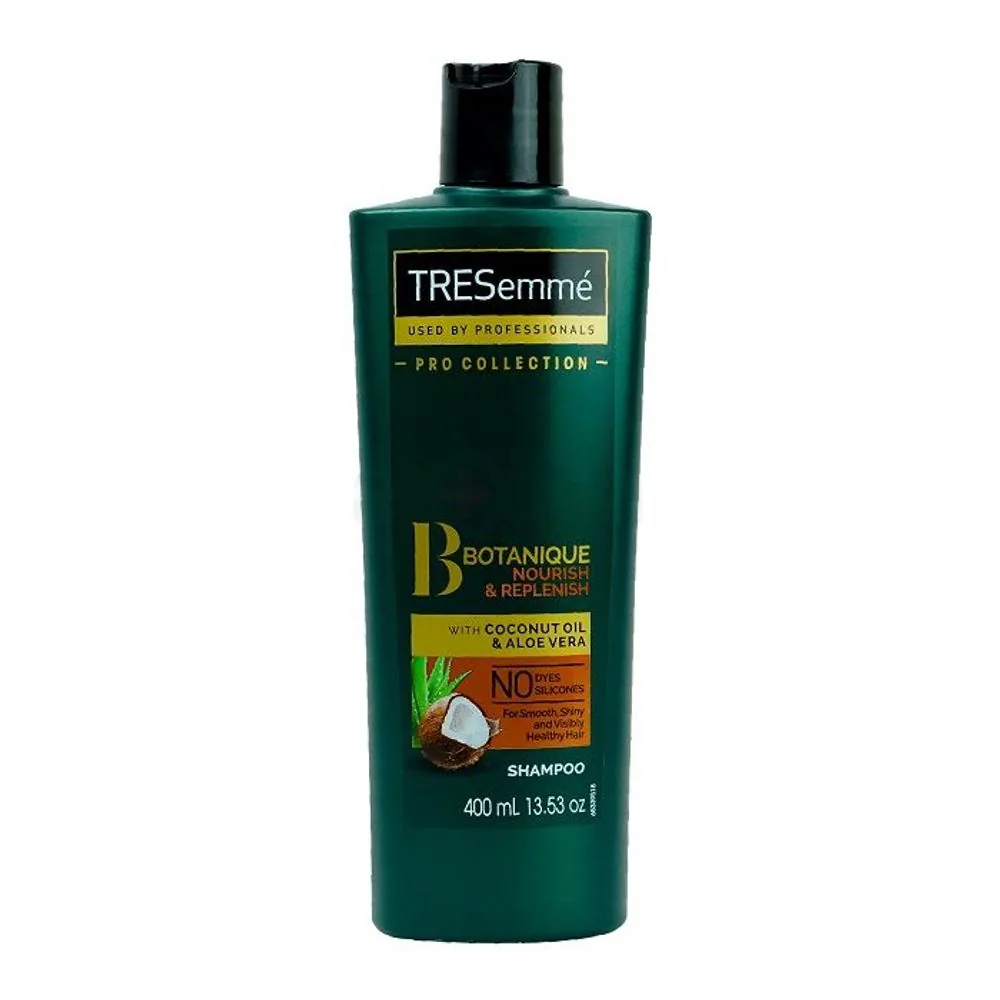 TRESemmé
USED BY PROFESSIONALS
– PRO COLLECTION –
B BOTANIQUE
NOURISH
& REPLENISH
WITH COCONUT OIL
& ALOE VERA
NO DYES
SILICONES
For Smooth, Shiny
and Visibly
Healthy Hair
SHAMPOO
400 mL 13.53 oz